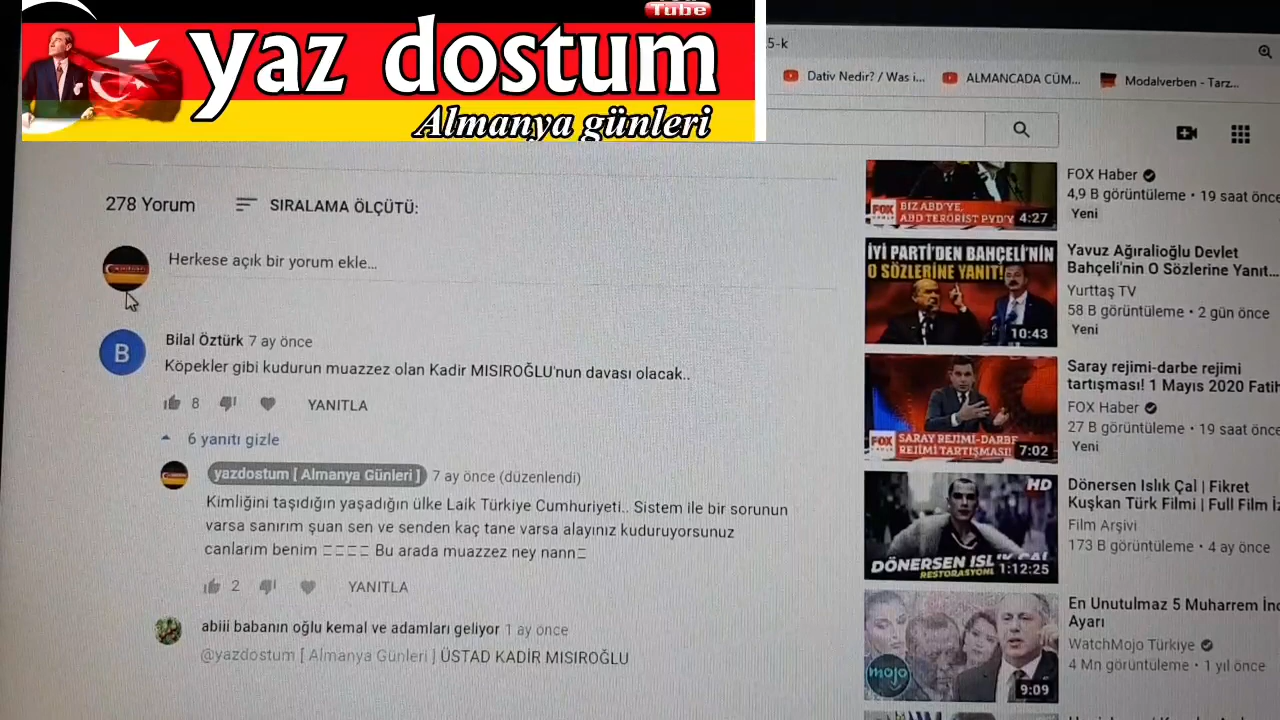 Tube
yaz dostum
Almanya günleri
5-k
Dativ Nedir? / Was i...
ALMANCADA CÜM...
Modalverben - Tarz...
278 Yorum
SIRALAMA ÖLÇÜTÜ:
Herkese açık bir yorum ekle...
B
Bilal Öztürk 7 ay önce
Köpekler gibi kudurun muazzez olan Kadir MISIROĞLU'nun davası olacak..
8
YANITLA
6 yanıtı gizle
yazdostum [ Almanya Günleri ] 7 ay önce (düzenlendi)
Kimliğini taşıdığın yaşadığın ülke Laik Türkiye Cumhuriyeti.. Sistem ile bir sorunun
varsa sanırım şuan sen ve senden kaç tane varsa alayınız kuduruyorsunuz
canlarım benim Bu arada muazzez ney nann
2
YANITLA
abiii babanın oğlu kemal ve adamları geliyor 1 ay önce
@yazdostum [ Almanya Günleri ] ÜSTAD KADİR MISIROĞLU
FOX
BİZ ABD'YE,
ABD TERÖRİST PYD'Y
4:27
FOX Haber
4,9 B görüntüleme • 19 saat önce
Yeni
İYİ PARTİ'DEN BAHÇELİ'NİN
O SÖZLERİNE YANIT!
10:43
Yavuz Ağıralioğlu Devlet
Bahçeli'nin O Sözlerine Yanıt...
Yurttaş TV
58 B görüntüleme • 2 gün önce
Yeni
FOX
SARAY REJİMİ-DARBE
REJİMİ TARTIŞMASI!
7:02
Saray rejimi-darbe rejimi
tartışması! 1 Mayıs 2020 Fatih
FOX Haber
27 B görüntüleme • 19 saat önce
Yeni
HD
DÖNERSEN ISLIK ÇAL
RESTORASYONL
1:12:25
Dönersen Islık Çal | Fikret
Kuşkan Türk Filmi | Full Film İz
Film Arşivi
173 B görüntüleme • 4 ay önce
mojo
9:09
En Unutulmaz 5 Muharrem İnc
Ayarı
WatchMojo Türkiye
4 Mn görüntüleme • 1 yıl önce